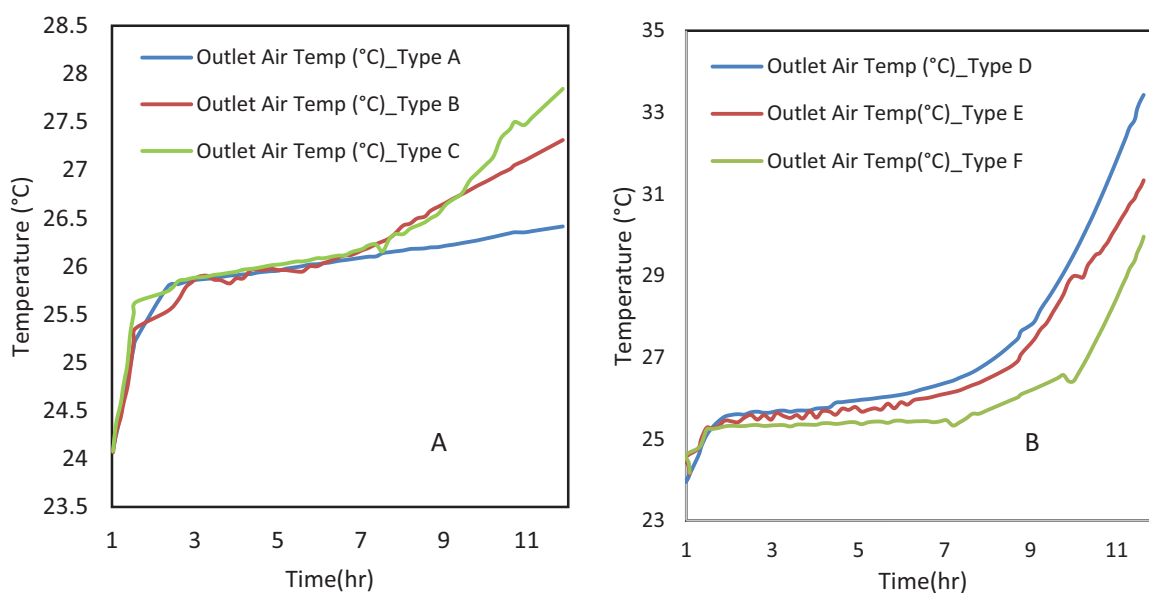 28.5
28
27.5
27
26.5
26
25.5
25
24.5
24
23.5
Temperature (°C)
Outlet Air Temp (°C)_Type A
Outlet Air Temp (°C)_Type B
Outlet Air Temp (°C)_Type C
A
1 3 5 7 9 11
Time(hr)
35
33
31
29
27
25
23
Temperature (°C)
Outlet Air Temp (°C)_Type D
Outlet Air Temp(°C)_Type E
Outlet Air Temp(°C)_Type F
B
1 3 5 7 9 11
Time(hr)